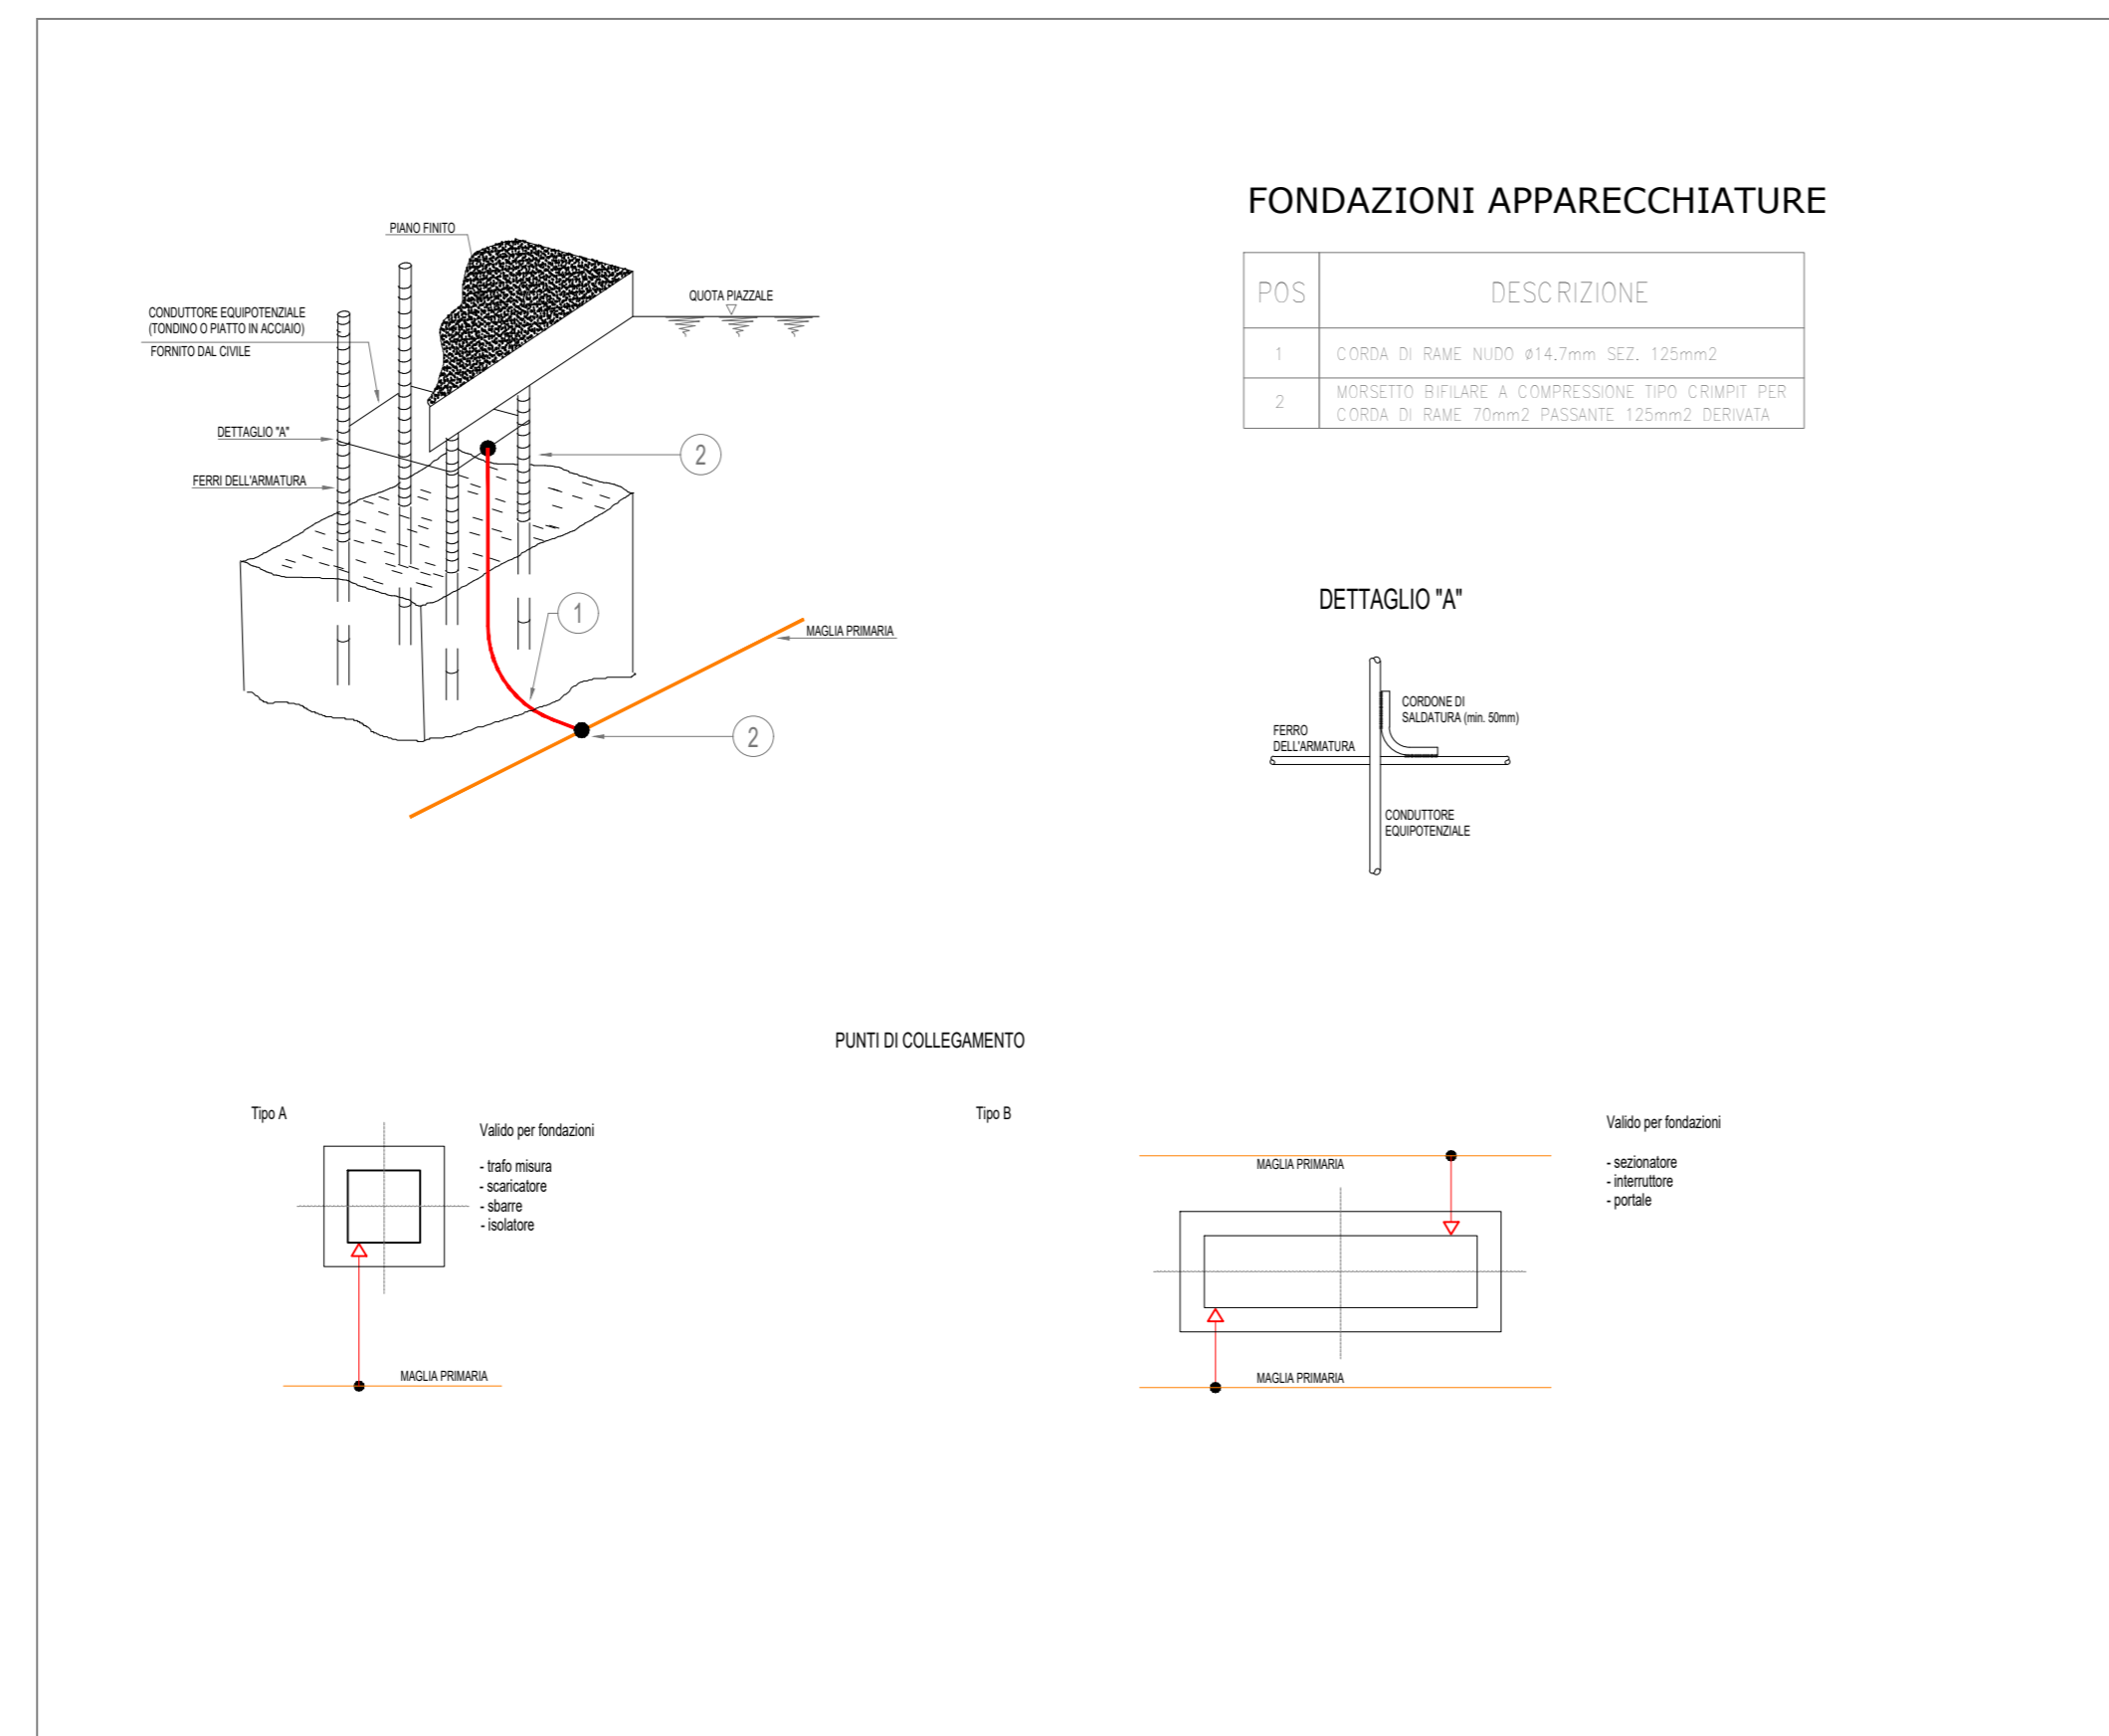 FONDAZIONI APPARECCHIATURE
POS
DESCRIZIONE
1
CORDA DI RAME NUDO ø14.7mm SEZ. 125mm2
2
MORSETTO BIFILARE A COMPRESSIONE TIPO CRIMPIT PER
CORDA DI RAME 70mm2 PASSANTE 125mm2 DERIVATA
PIANO FINITO
QUOTA PIAZZALE
CONDUTTORE EQUIPOTENZIALE
(TONDINO O PIATTO IN ACCIAIO)
FORNITO DAL CIVILE
DETTAGLIO "A"
FERRI DELL'ARMATURA
2
1
MAGLIA PRIMARIA
2
DETTAGLIO "A"
CORDONE DI
SALDATURA (min. 50mm)
FERRO
DELL'ARMATURA
CONDUTTORE
EQUIPOTENZIALE
PUNTI DI COLLEGAMENTO
Tipo A
Valido per fondazioni
- trafo misura
- scaricatore
- sbarre
- isolatore
MAGLIA PRIMARIA
Tipo B
MAGLIA PRIMARIA
Valido per fondazioni
- sezionatore
- interruttore
- portale
MAGLIA PRIMARIA